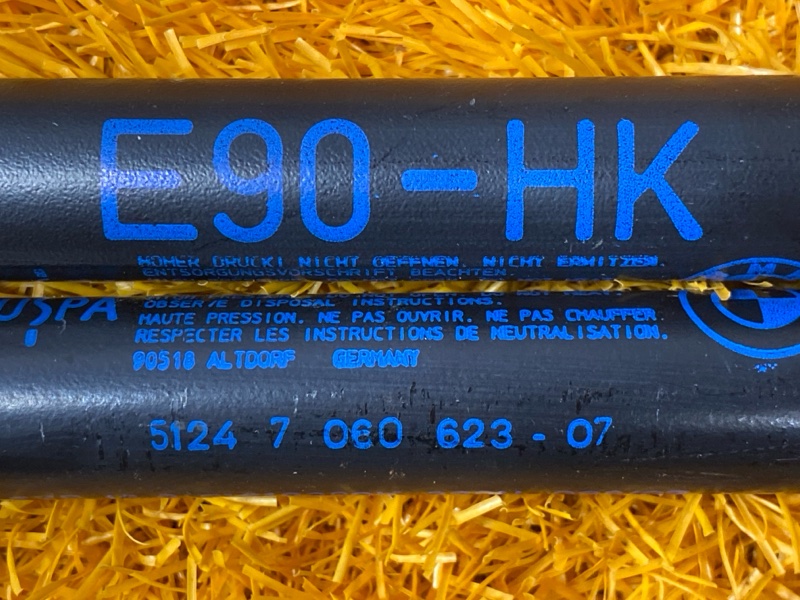 E90-HK
HOHER DRUCK! NICHT OEFFNEN. NICHT ERHITZEN.
ENTSORGUNGSVORSCHRIFT BEACHTEN.
USPA
OBSERVE DISPOSAL INSTRUCTIONS.
HAUTE PRESSION. NE PAS OUVRIR. NE PAS CHAUFFER
RESPECTER LES INSTRUCTIONS DE NEUTRALISATION.
90518 ALTDORF GERMANY
5124 7 060 623 - 07